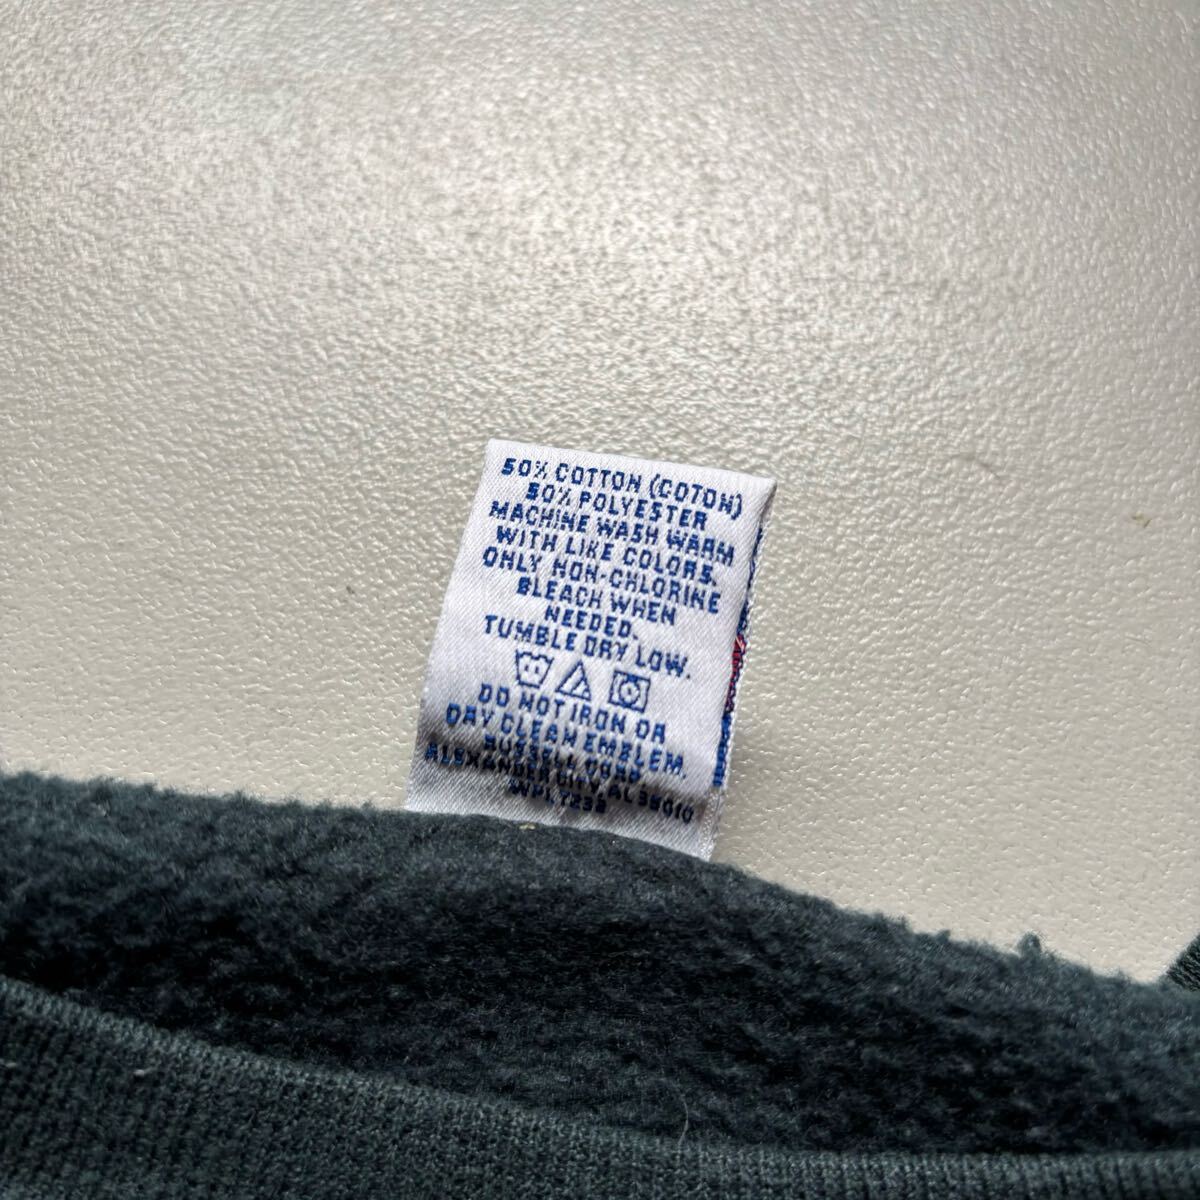 50% COTTON (COTON)
50% POLYESTER
MACHINE WASH WARM
WITH LIKE COLORS.
ONLY NON-CHLORINE
BLEACH WHEN
NEEDED.
TUMBLE DRY LOW.
DO NOT IRON OR
DRY CLEAN EMBLEM.
RUSSELL CORP
ALEXANDER CITY, AL 35010
WPL 7238